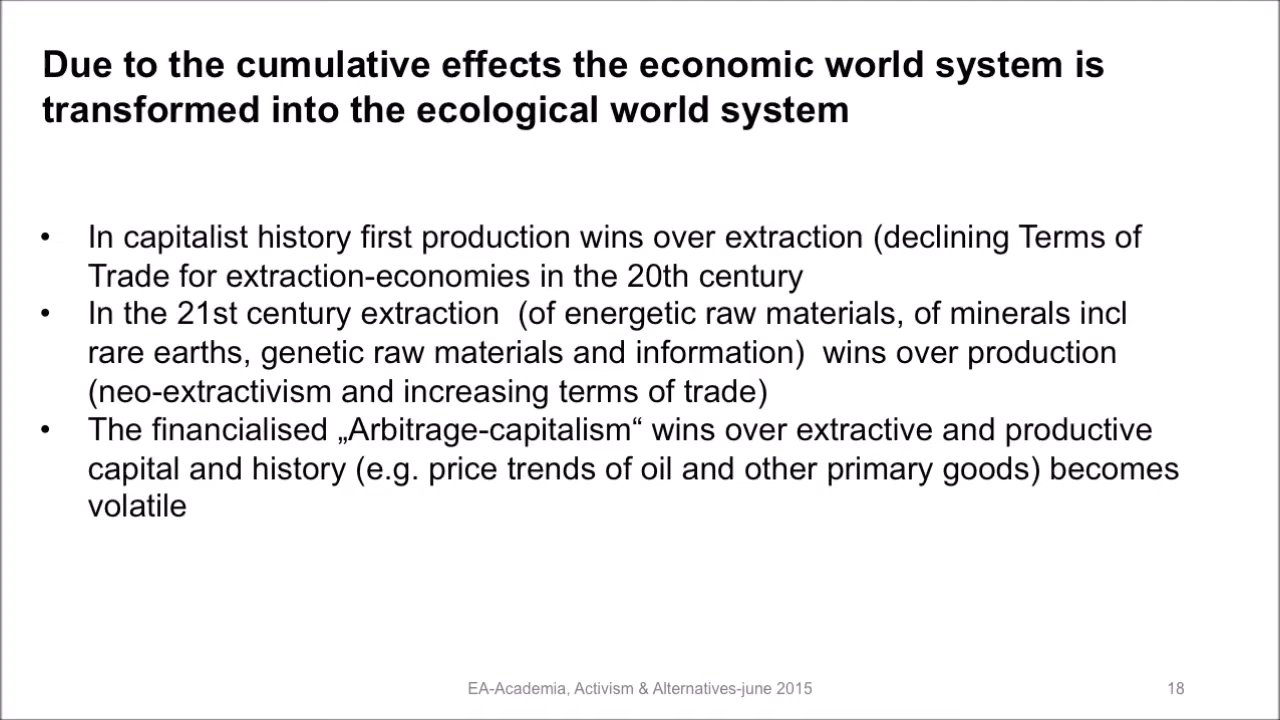 Due to the cumulative effects the economic world system is
transformed into the ecological world system
• In capitalist history first production wins over extraction (declining Terms of
Trade for extraction-economies in the 20th century
• In the 21st century extraction  (of energetic raw materials, of minerals incl
rare earths, genetic raw materials and information)  wins over production
(neo-extractivism and increasing terms of trade)
• The financialised „Arbitrage-capitalism“ wins over extractive and productive
capital and history (e.g. price trends of oil and other primary goods) becomes
volatile
EA-Academia, Activism & Alternatives-june 2015
18